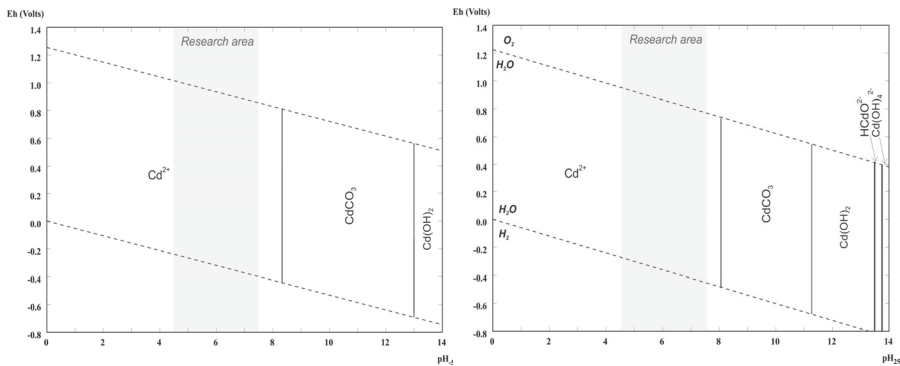 Eh (Volts)
1.4
1.2
1.0
0.8
0.6
0.4
0.2
0.0
-0.2
-0.4
-0.6
-0.8
Research area
Cd²⁺
CdCO₃
Cd(OH)₂
0 2 4 6 8 10 12 14
pH₋₅
Eh (Volts)
1.4
1.2
1.0
0.8
0.6
0.4
0.2
0.0
-0.2
-0.4
-0.6
-0.8
Research area
O₂
H₂O
H₂O
H₂
Cd²⁺
CdCO₃
Cd(OH)₂
HCdO²⁻
Cd(OH)₄²⁻
0 2 4 6 8 10 12 14
pH₂₅